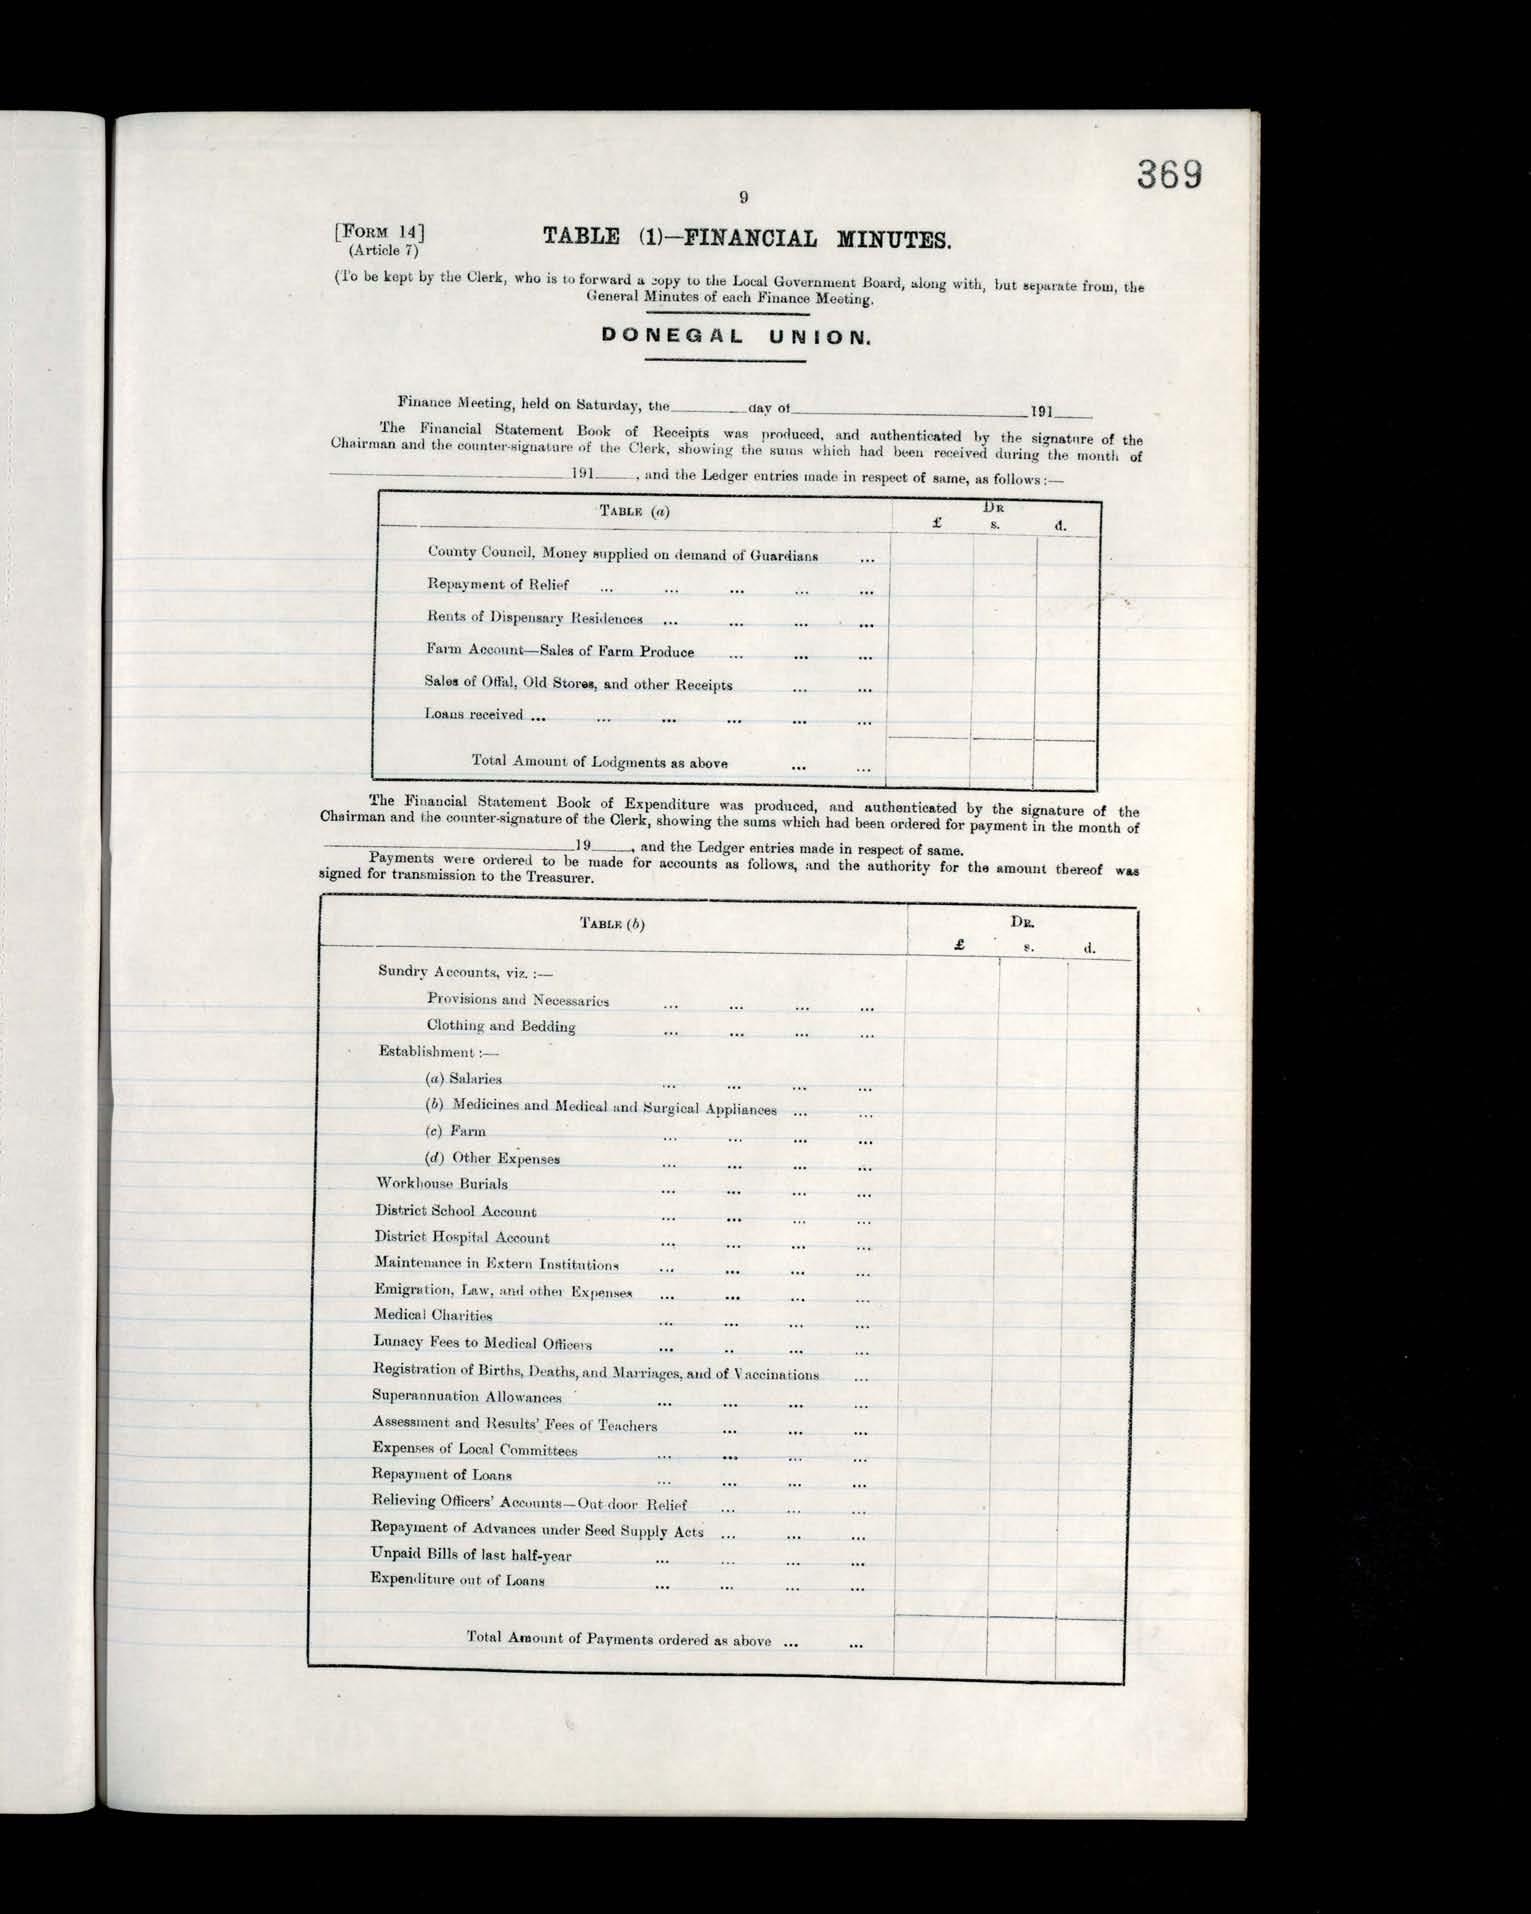 369
9
[FORM 14]
(Article 7)
TABLE (1)—FINANCIAL MINUTES.
(To be kept by the Clerk, who is to forward a copy to the Local Government Board, along with, but separate from, the
General Minutes of each Finance Meeting.
DONEGAL UNION.
Finance Meeting, held on Saturday, the ________ day of ________________ 191____
The Financial Statement Book of Receipts was produced, and authenticated by the signature of the
Chairman and the counter-signature of the Clerk, showing the sums which had been received during the month of
________________ 191____, and the Ledger entries made in respect of same, as follows:—
TABLE (a)
DR
£ s. d.
County Council, Money supplied on demand of Guardians ...
Repayment of Relief ... ... ... ... ...
Rents of Dispensary Residences ... ... ... ...
Farm Account—Sales of Farm Produce ... ... ...
Sales of Offal, Old Stores, and other Receipts ... ...
Loans received ... ... ... ... ... ...
Total Amount of Lodgments as above ... ...
The Financial Statement Book of Expenditure was produced, and authenticated by the signature of the
Chairman and the counter-signature of the Clerk, showing the sums which had been ordered for payment in the month of
________________ 19____, and the Ledger entries made in respect of same.
Payments were ordered to be made for accounts as follows, and the authority for the amount thereof was
signed for transmission to the Treasurer.
TABLE (b)
DR.
£ s. d.
Sundry Accounts, viz. :—
Provisions and Necessaries ... ... ... ...
Clothing and Bedding ... ... ... ...
Establishment :—
(a) Salaries ... ... ... ...
(b) Medicines and Medical and Surgical Appliances ... ...
(c) Farm ... ... ... ...
(d) Other Expenses ... ... ... ...
Workhouse Burials ... ... ... ...
District School Account ... ... ... ...
District Hospital Account ... ... ... ...
Maintenance in Extern Institutions ... ... ... ...
Emigration, Law, and other Expenses ... ... ... ...
Medical Charities ... ... ... ...
Lunacy Fees to Medical Officers ... .. ... ...
Registration of Births, Deaths, and Marriages, and of Vaccinations ...
Superannuation Allowances ... ... ... ...
Assessment and Results' Fees of Teachers ... ... ...
Expenses of Local Committees ... ... ... ...
Repayment of Loans ... ... ... ...
Relieving Officers' Accounts—Out door Relief ... ... ...
Repayment of Advances under Seed Supply Acts ... ... ...
Unpaid Bills of last half-year ... ... ... ...
Expenditure out of Loans ... ... ... ...
Total Amount of Payments ordered as above ... ...